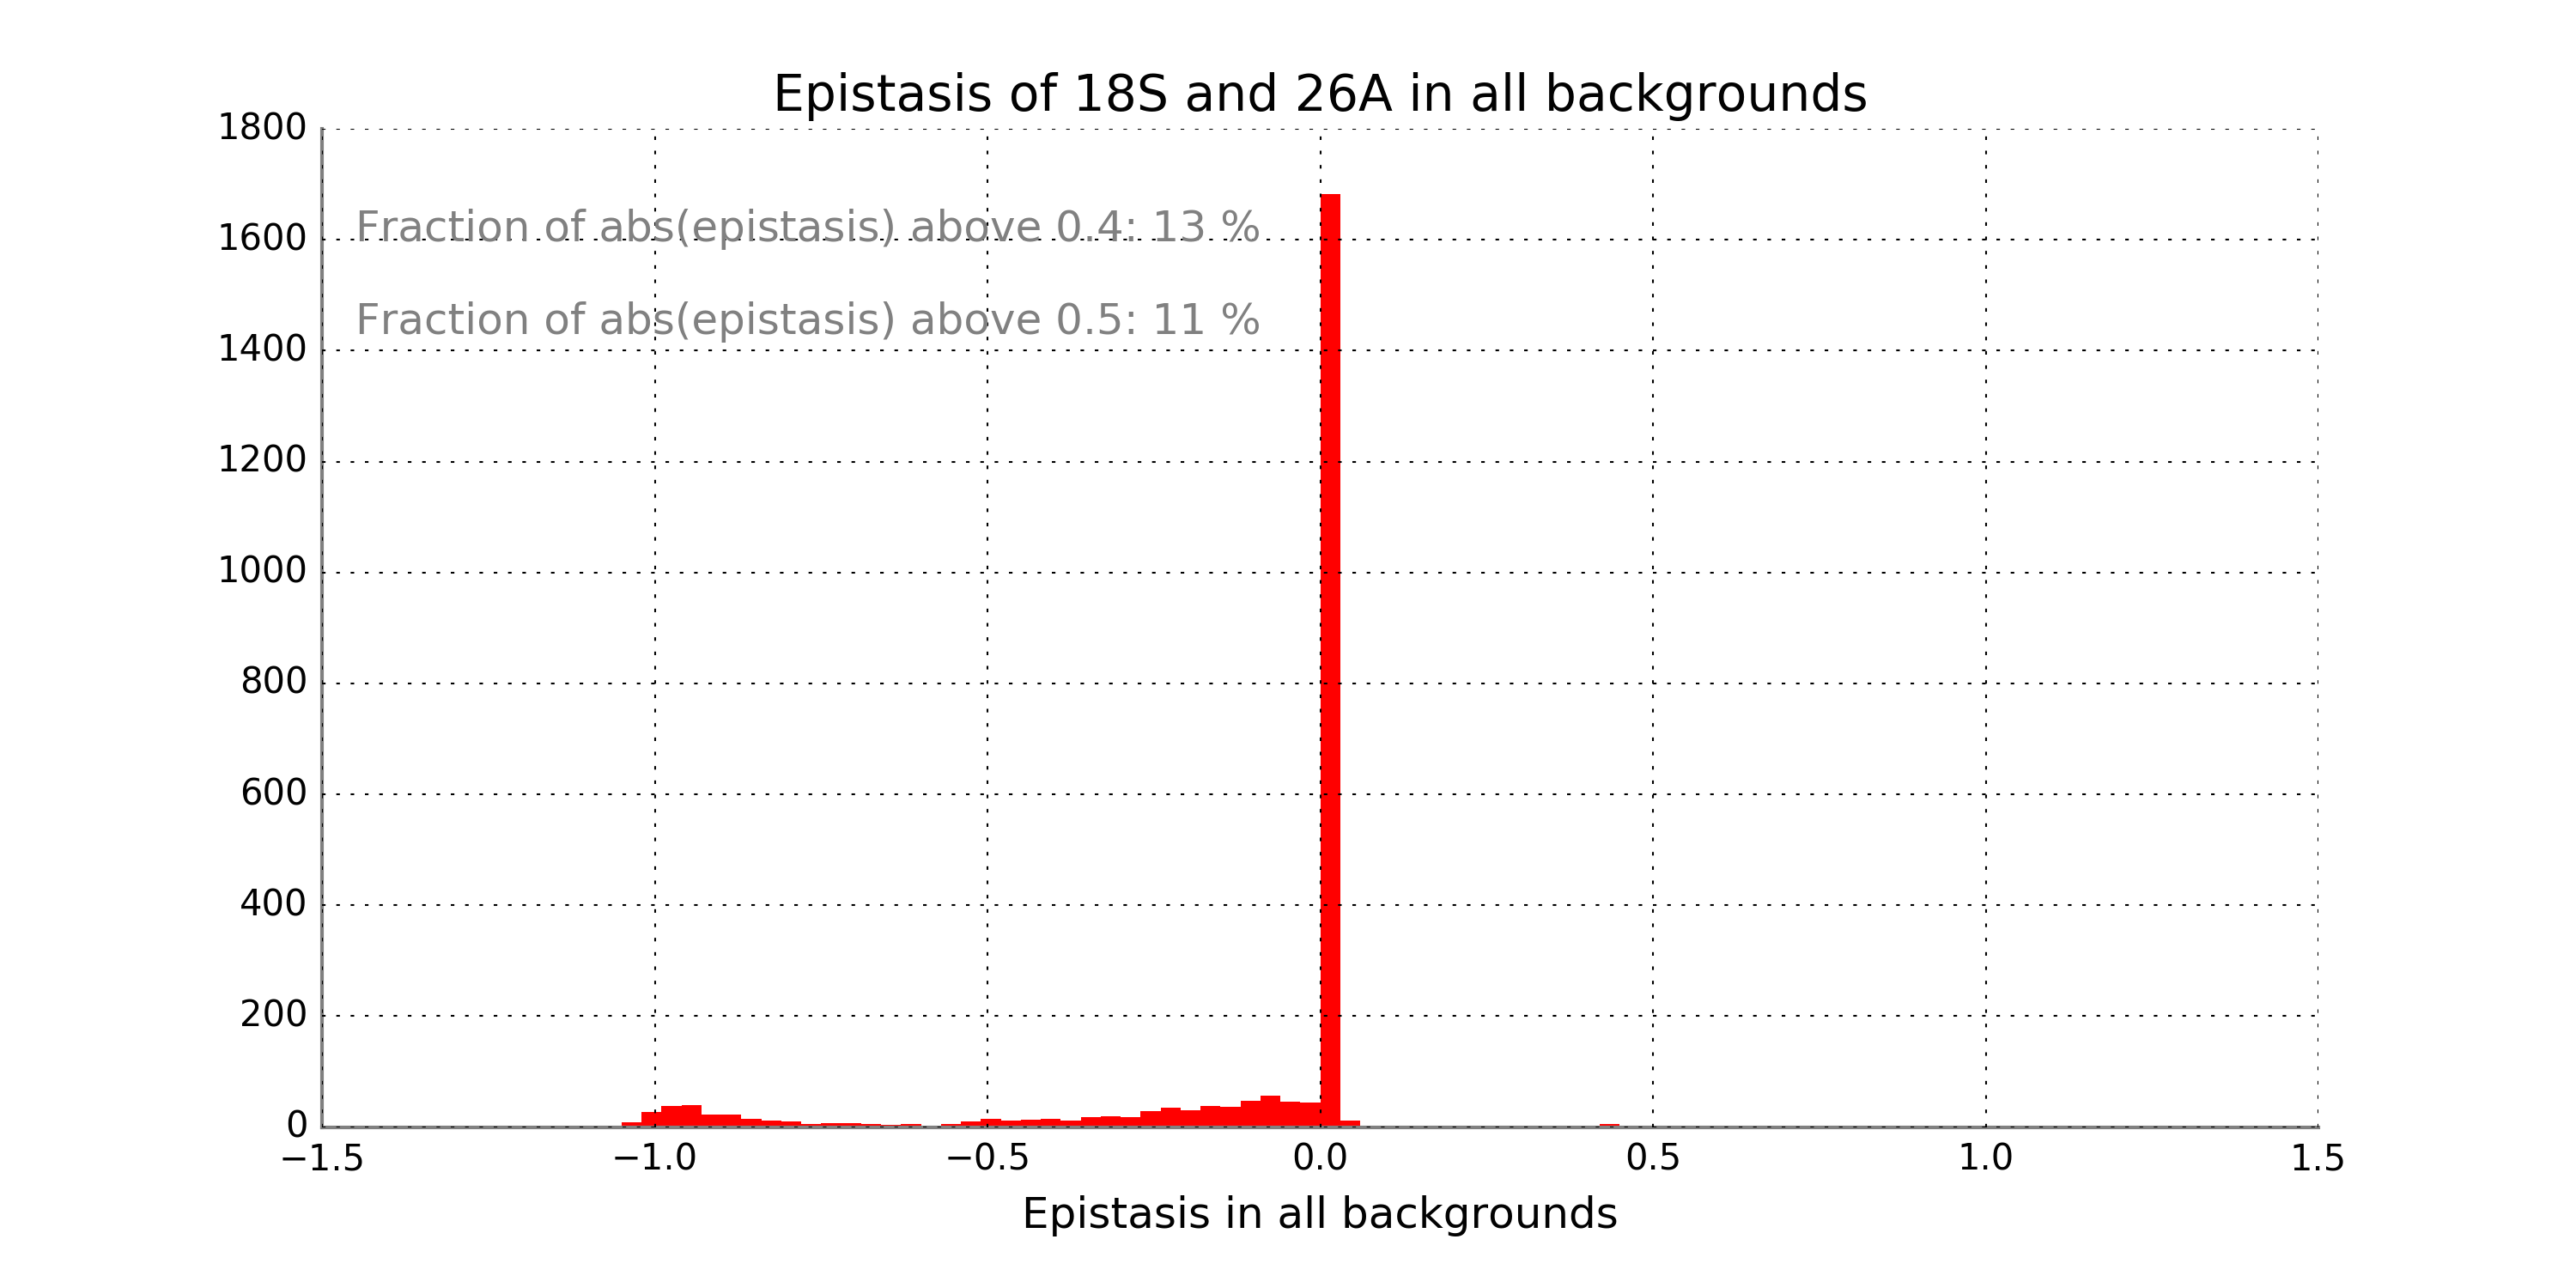 Epistasis of 18S and 26A in all backgrounds
1800
1600
1400
1200
1000
800
600
400
200
0
Fraction of abs(epistasis) above 0.4: 13 %
Fraction of abs(epistasis) above 0.5: 11 %
−1.5 −1.0 −0.5 0.0 0.5 1.0 1.5
Epistasis in all backgrounds